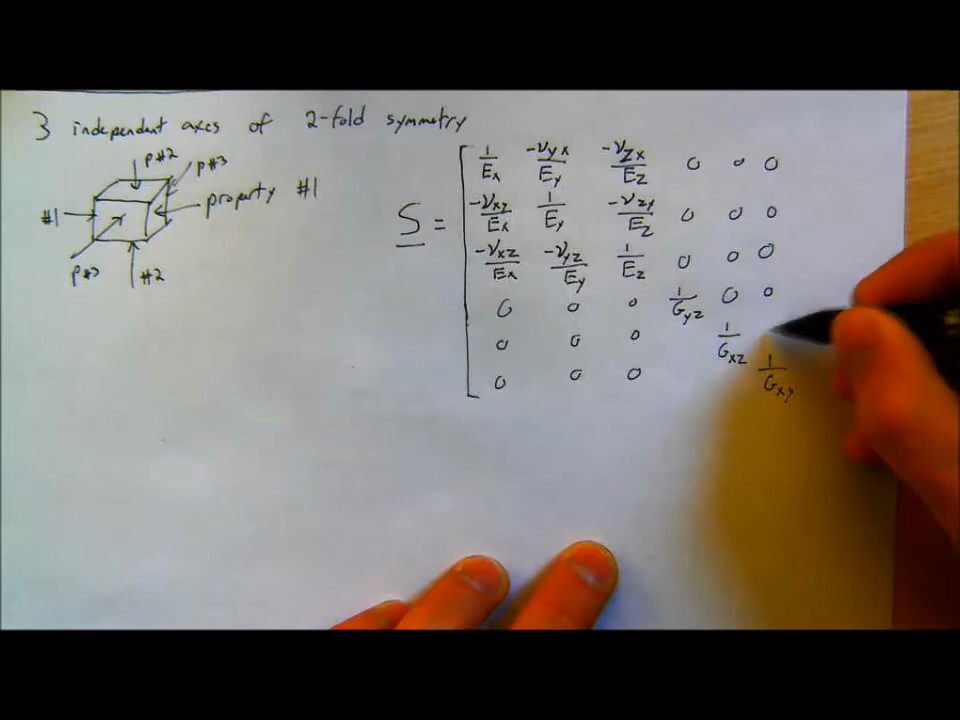 3 independent axes of 2-fold symmetry
P#2
P#3
#1 property #1
P#3 #2
S =
1/Ex -νyx/Ey -νzx/Ez 0 0 0
-νxy/Ex 1/Ey -νzy/Ez 0 0 0
-νxz/Ex -νyz/Ey 1/Ez 0 0 0
0 0 0 1/Gyz 0 0
0 0 0 1/Gxz
0 0 0 1/Gxy